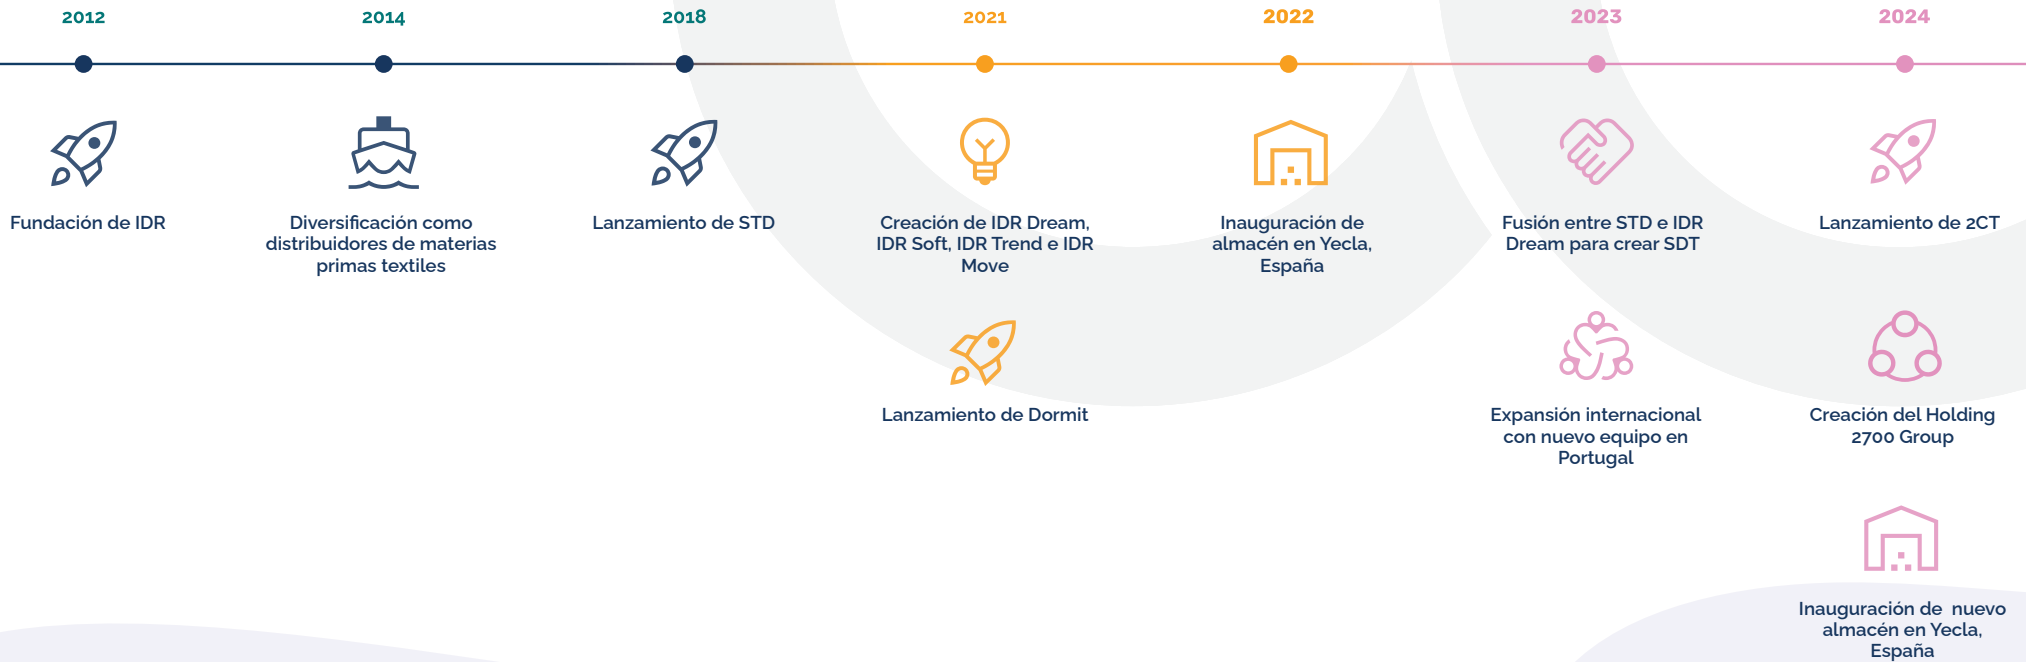 2012
2014
2018
2021
2022
2023
2024
Fundación de IDR
Diversificación como
distribuidores de materias
primas textiles
Lanzamiento de STD
Creación de IDR Dream,
IDR Soft, IDR Trend e IDR
Move
Inauguración de
almacén en Yecla,
España
Fusión entre STD e IDR
Dream para crear SDT
Lanzamiento de 2CT
Lanzamiento de Dormit
Expansión internacional
con nuevo equipo en
Portugal
Creación del Holding
2700 Group
Inauguración de nuevo
almacén en Yecla,
España